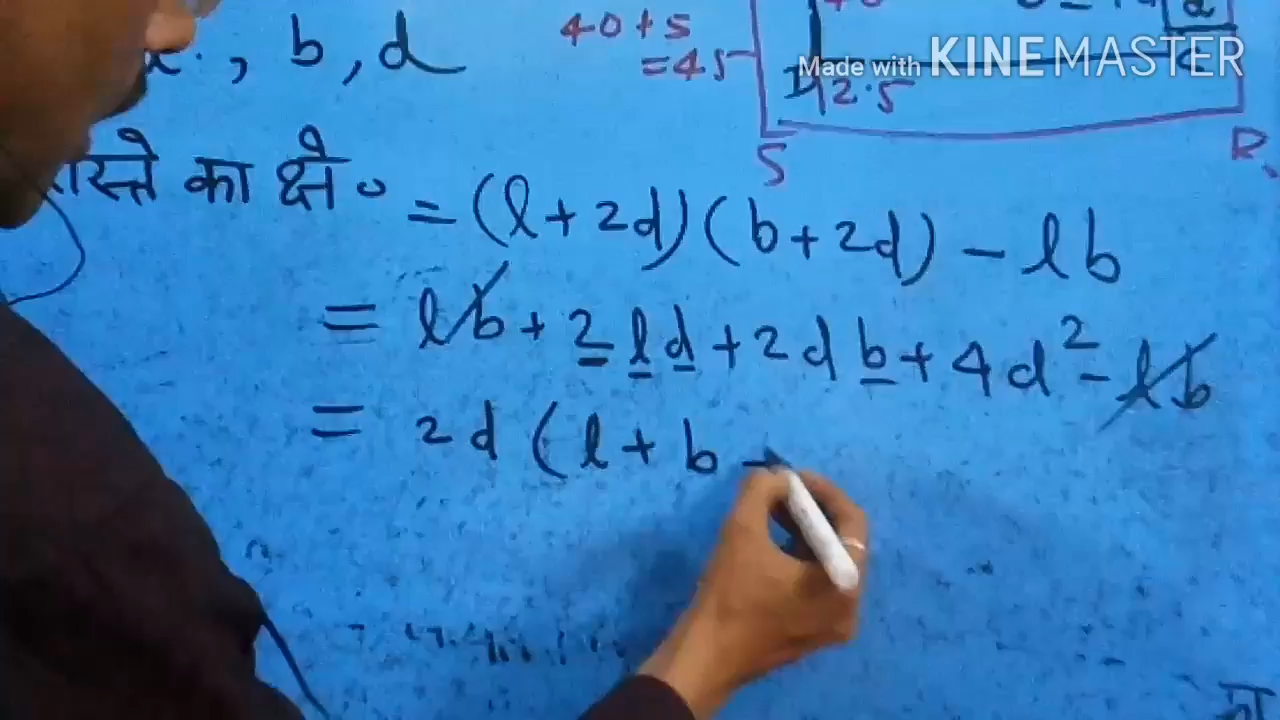 , b, d
40+5
=45
2.5
Made with KINEMASTER
S
R
रास्ते का क्षे० = (l + 2d) (b + 2d) - lb
= lb + 2ld + 2db + 4d² - lb
= 2d (l + b +